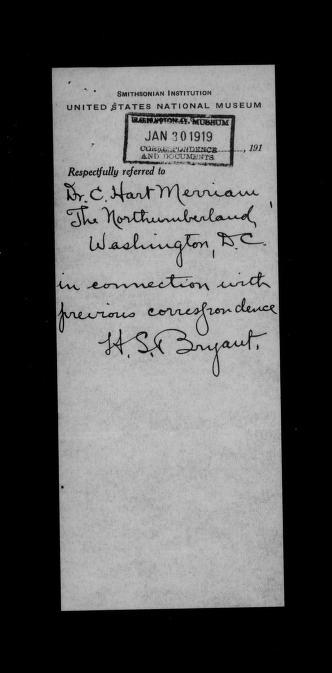 SMITHSONIAN INSTITUTION
UNITED STATES NATIONAL MUSEUM
MUSEUM
JAN 30 1919
CORRESPONDENCE
AND DOCUMENTS
, 191
Respectfully referred to
Dr. C. Hart Merriam,
The Northumberland,
Washington, D.C.
in connection with
previous correspondence
H. S. Bryant.